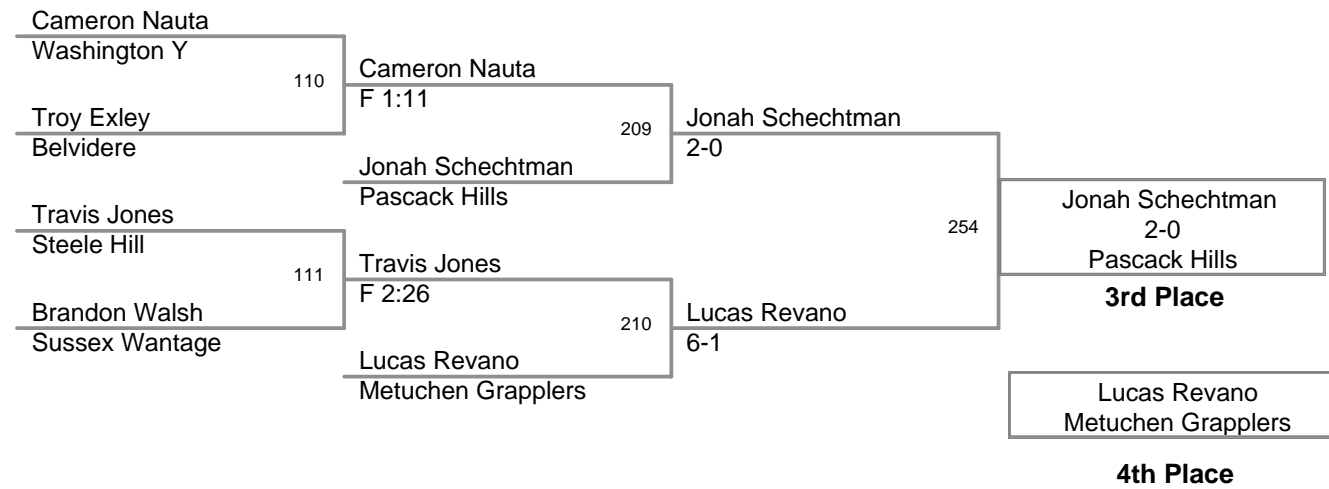 Cameron Nauta
Washington Y
110
Cameron Nauta
F 1:11
Troy Exley
Belvidere
209
Jonah Schechtman
2-0
Jonah Schechtman
Pascack Hills
Travis Jones
Steele Hill
254
Jonah Schechtman
2-0
Pascack Hills
3rd Place
111
Travis Jones
F 2:26
Brandon Walsh
Sussex Wantage
210
Lucas Revano
6-1
Lucas Revano
Metuchen Grapplers
Lucas Revano
Metuchen Grapplers
4th Place